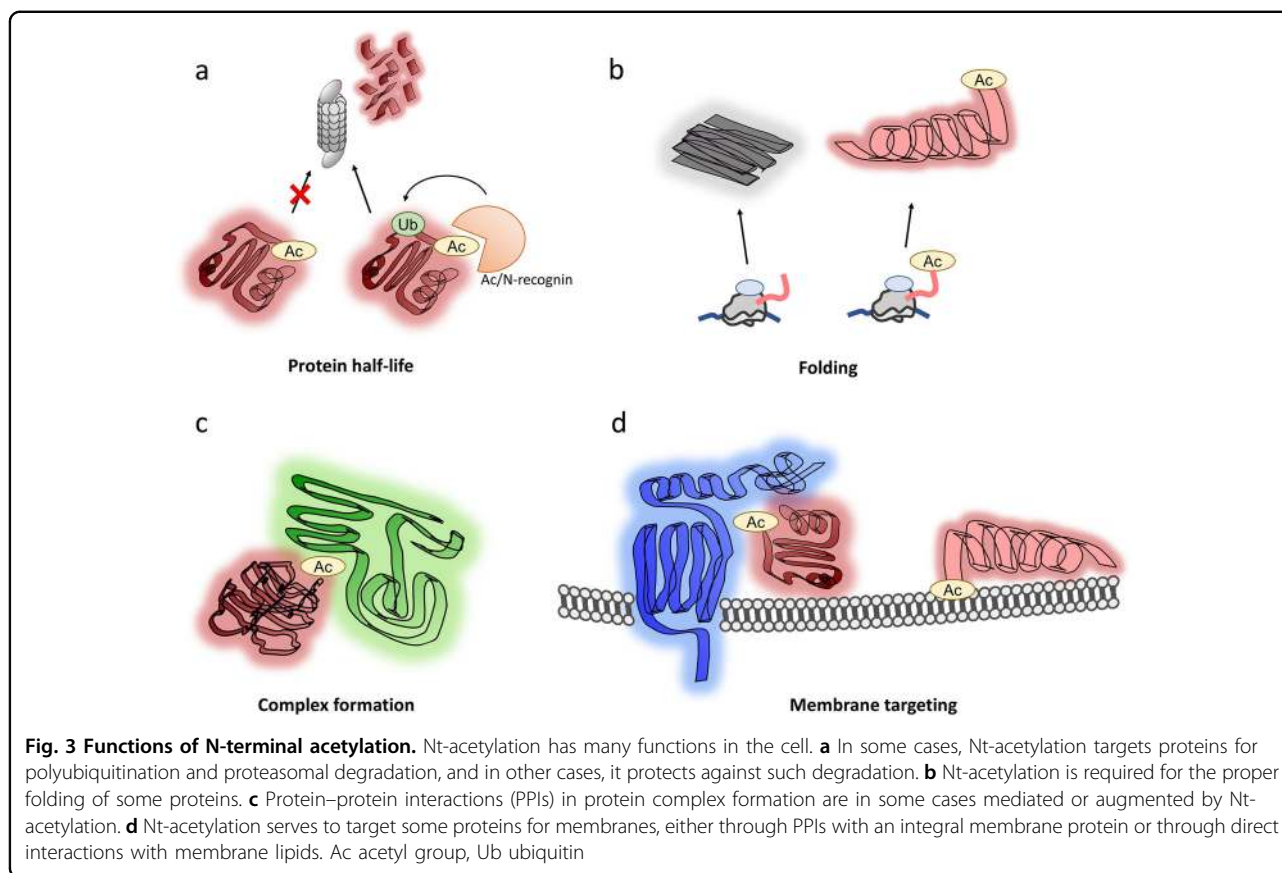 a
b
Ac
Ub
Ac
Ac
Ac
Ac/N-recognin
Protein half-life
Folding
c
d
Ac
Ac
Ac
Complex formation
Membrane targeting
Fig. 3 Functions of N-terminal acetylation. Nt-acetylation has many functions in the cell. a In some cases, Nt-acetylation targets proteins for
polyubiquitination and proteasomal degradation, and in other cases, it protects against such degradation. b Nt-acetylation is required for the proper
folding of some proteins. c Protein–protein interactions (PPIs) in protein complex formation are in some cases mediated or augmented by Nt-
acetylation. d Nt-acetylation serves to target some proteins for membranes, either through PPIs with an integral membrane protein or through direct
interactions with membrane lipids. Ac acetyl group, Ub ubiquitin